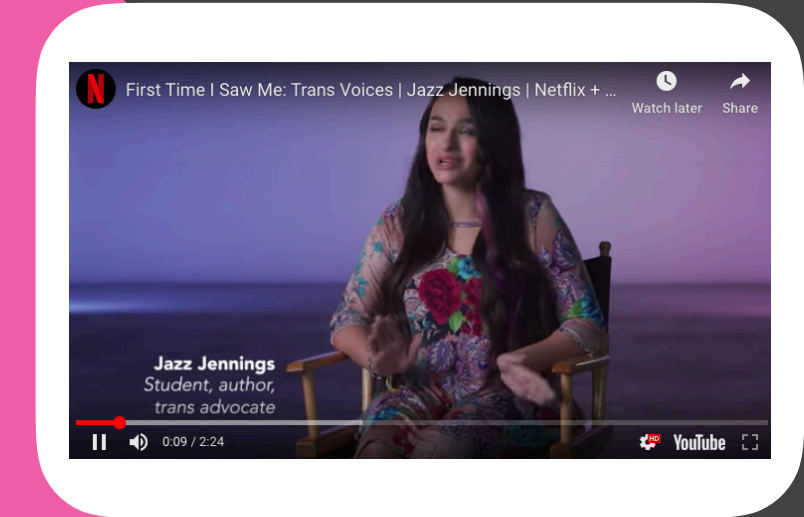 First Time I Saw Me: Trans Voices | Jazz Jennings | Netflix + ...
Watch later
Share
Jazz Jennings
Student, author,
trans advocate
0:09 / 2:24
HD
YouTube